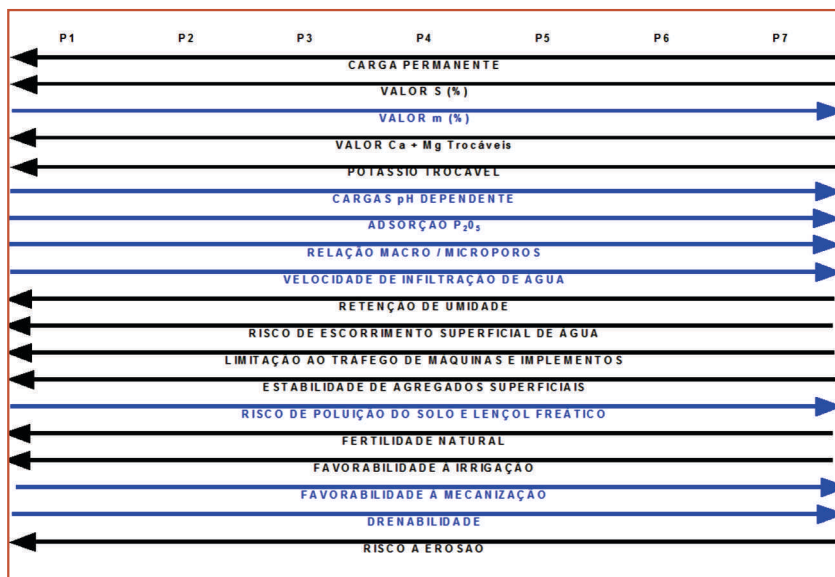 P1 P2 P3 P4 P5 P6 P7
CARGA PERMANENTE
VALOR S (%)
VALOR m (%)
VALOR Ca + Mg Trocáveis
POTÁSSIO TROCÁVEL
CARGAS pH DEPENDENTE
ADSORÇÃO P₂0₅
RELAÇÃO MACRO / MICROPOROS
VELOCIDADE DE INFILTRAÇÃO DE ÁGUA
RETENÇÃO DE UMIDADE
RISCO DE ESCORRIMENTO SUPERFICIAL DE ÁGUA
LIMITAÇÃO AO TRÁFEGO DE MÁQUINAS E IMPLEMENTOS
ESTABILIDADE DE AGREGADOS SUPERFICIAIS
RISCO DE POLUIÇÃO DO SOLO E LENÇOL FREÁTICO
FERTILIDADE NATURAL
FAVORABILIDADE À IRRIGAÇÃO
FAVORABILIDADE À MECANIZAÇÃO
DRENABILIDADE
RISCO À EROSÃO